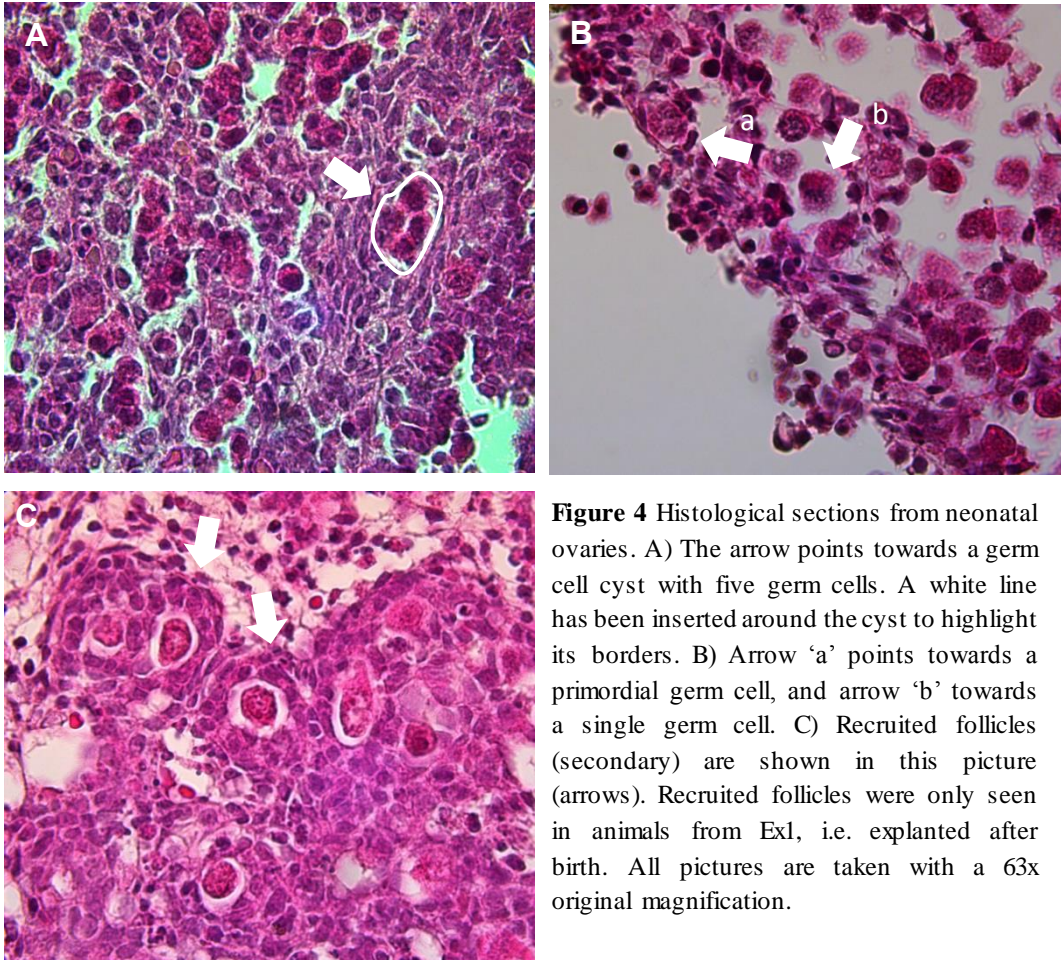 A
B
a
b
C
Figure 4 Histological sections from neonatal
ovaries. A) The arrow points towards a germ
cell cyst with five germ cells. A white line
has been inserted around the cyst to highlight
its borders. B) Arrow ‘a’ points towards a
primordial germ cell, and arrow ‘b’ towards
a single germ cell. C) Recruited follicles
(secondary) are shown in this picture
(arrows). Recruited follicles were only seen
in animals from Ex1, i.e. explanted after
birth. All pictures are taken with a 63x
original magnification.